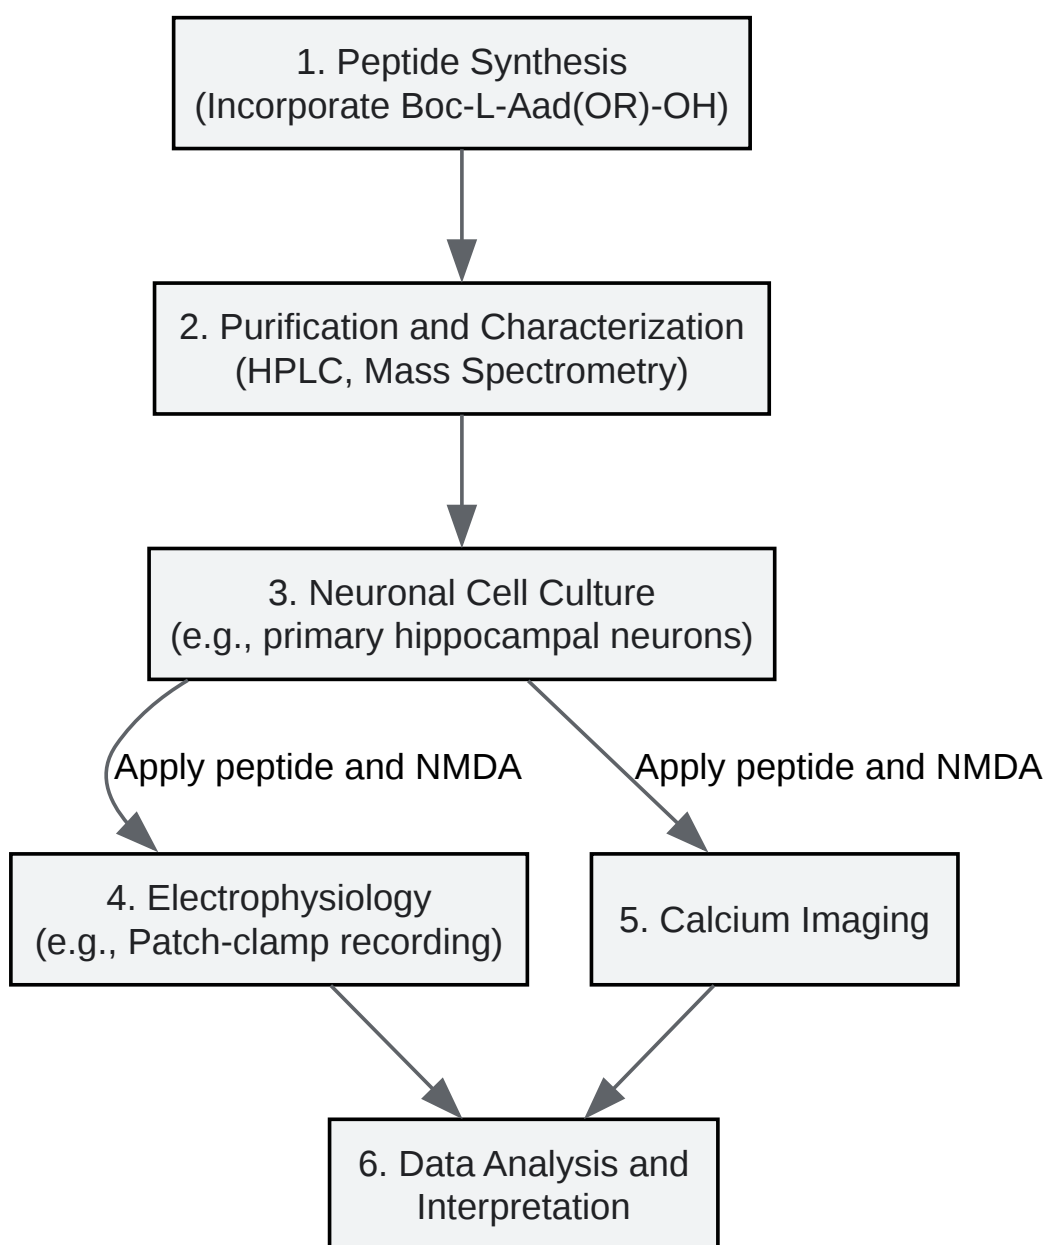 1. Peptide Synthesis
(Incorporate Boc-L-Aad(OR)-OH)
2. Purification and Characterization
(HPLC, Mass Spectrometry)
3. Neuronal Cell Culture
(e.g., primary hippocampal neurons)
Apply peptide and NMDA
Apply peptide and NMDA
4. Electrophysiology
(e.g., Patch-clamp recording)
5. Calcium Imaging
6. Data Analysis and
Interpretation